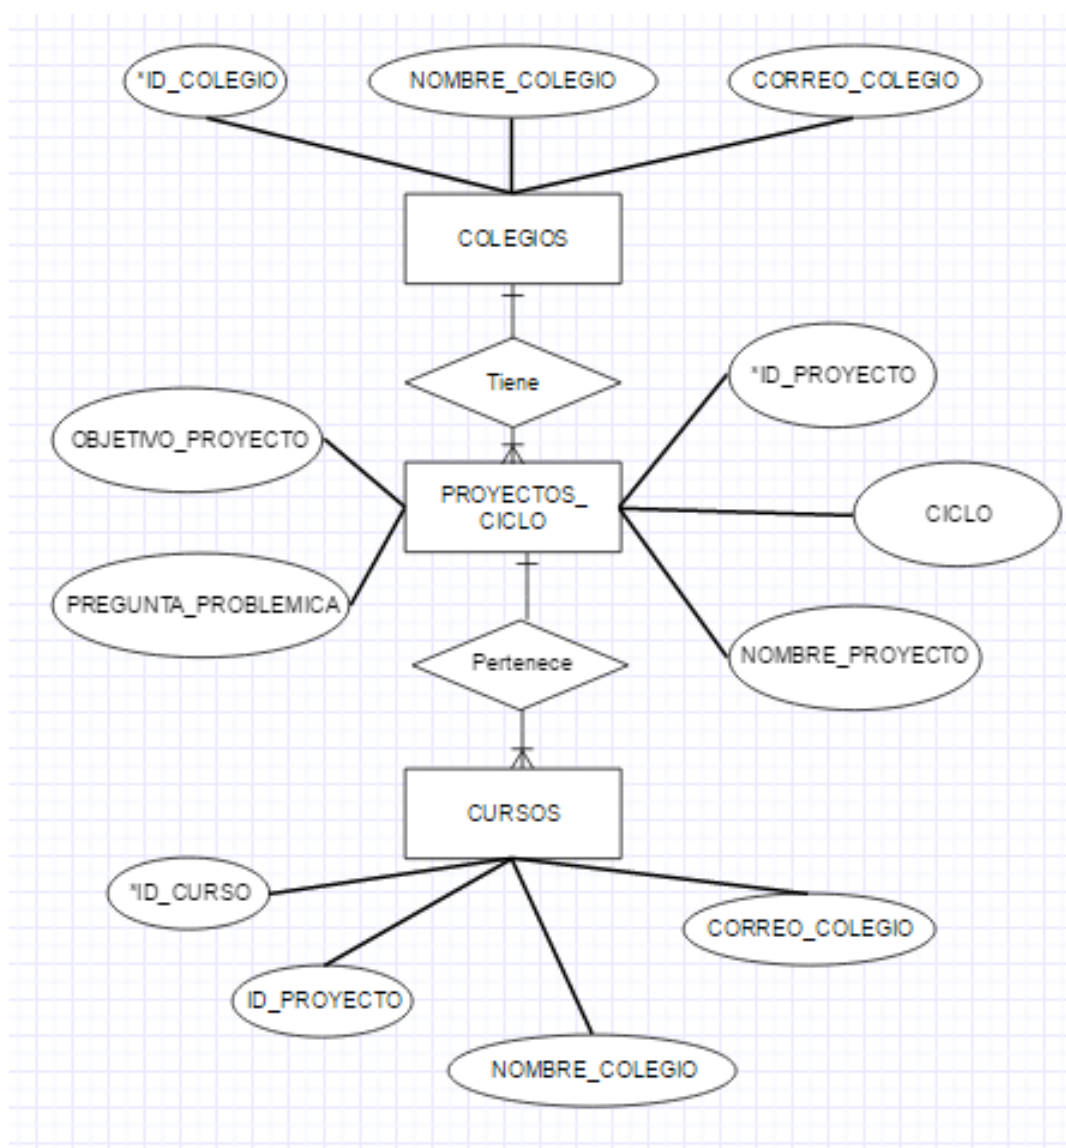 *ID_COLEGIO
NOMBRE_COLEGIO
CORREO_COLEGIO
COLEGIOS
Tiene
*ID_PROYECTO
OBJETIVO_PROYECTO
PROYECTOS_
CICLO
CICLO
PREGUNTA_PROBLEMICA
NOMBRE_PROYECTO
Pertenece
CURSOS
*ID_CURSO
CORREO_COLEGIO
ID_PROYECTO
NOMBRE_COLEGIO